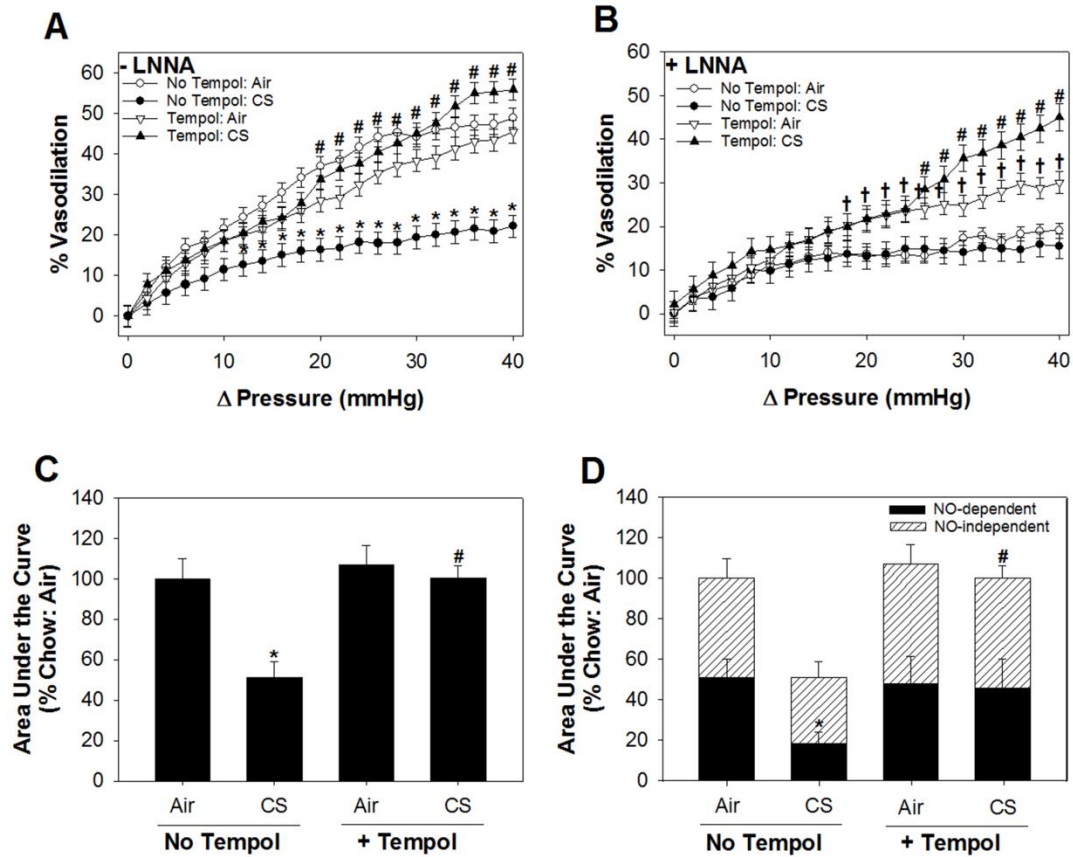 A
- LNNA
No Tempol: Air
No Tempol: CS
Tempol: Air
Tempol: CS
% Vasodilation
60
50
40
30
20
10
0
# # # # # # # # # # #
* * * * * * * * * * * * * * *
0 10 20 30 40
Δ Pressure (mmHg)
B
+ LNNA
No Tempol: Air
No Tempol: CS
Tempol: Air
Tempol: CS
% Vasodilation
60
50
40
30
20
10
0
# # # # # # # #
† † † † † † † † † † † †
0 10 20 30 40
Δ Pressure (mmHg)
C
Area Under the Curve
(% Chow: Air)
140
120
100
80
60
40
20
0
*
#
Air CS Air CS
No Tempol + Tempol
D
NO-dependent
NO-independent
Area Under the Curve
(% Chow: Air)
140
120
100
80
60
40
20
0
*
#
Air CS Air CS
No Tempol + Tempol